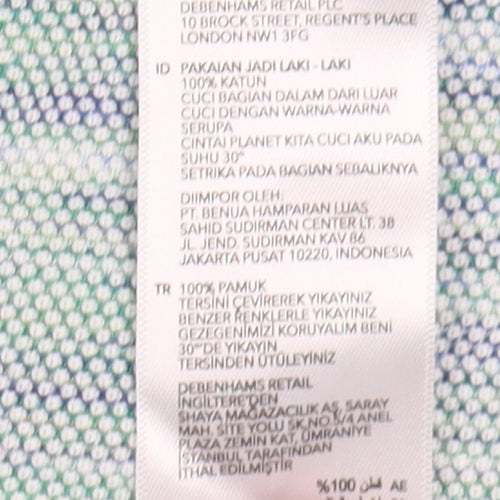 DEBENHAMS RETAIL PLC
10 BROCK STREET, REGENT'S PLACE
LONDON NW1 3FG
ID PAKAIAN JADI LAKI - LAKI
100% KATUN
CUCI BAGIAN DALAM DARI LUAR
CUCI DENGAN WARNA-WARNA
SERUPA
CINTAI PLANET KITA CUCI AKU PADA
SUHU 30°
SETRIKA PADA BAGIAN SEBALIKNYA
DIIMPOR OLEH:
PT. BENUA HAMPARAN LUAS
SAHID SUDIRMAN CENTER LT. 38
JL. JEND. SUDIRMAN KAV 86
JAKARTA PUSAT 10220, INDONESIA
TR 100% PAMUK
TERSİNİ ÇEVİREREK YIKAYINIZ
BENZER RENKLERLE YIKAYINIZ
GEZEGENİMİZİ KORUYALIM BENİ
30°'DE YIKAYIN
TERSİNDEN ÜTÜLEYİNİZ
DEBENHAMS RETAIL
İNGİLTERE'DEN
SHAYA MAĞAZACILIK AŞ. SARAY
MAH. SİTE YOLU SK.NO.5/4 ANEL
PLAZA ZEMİN KAT, ÜMRANİYE
İSTANBUL TARAFINDAN
İTHAL EDİLMİŞTİR
AE قطن 100%